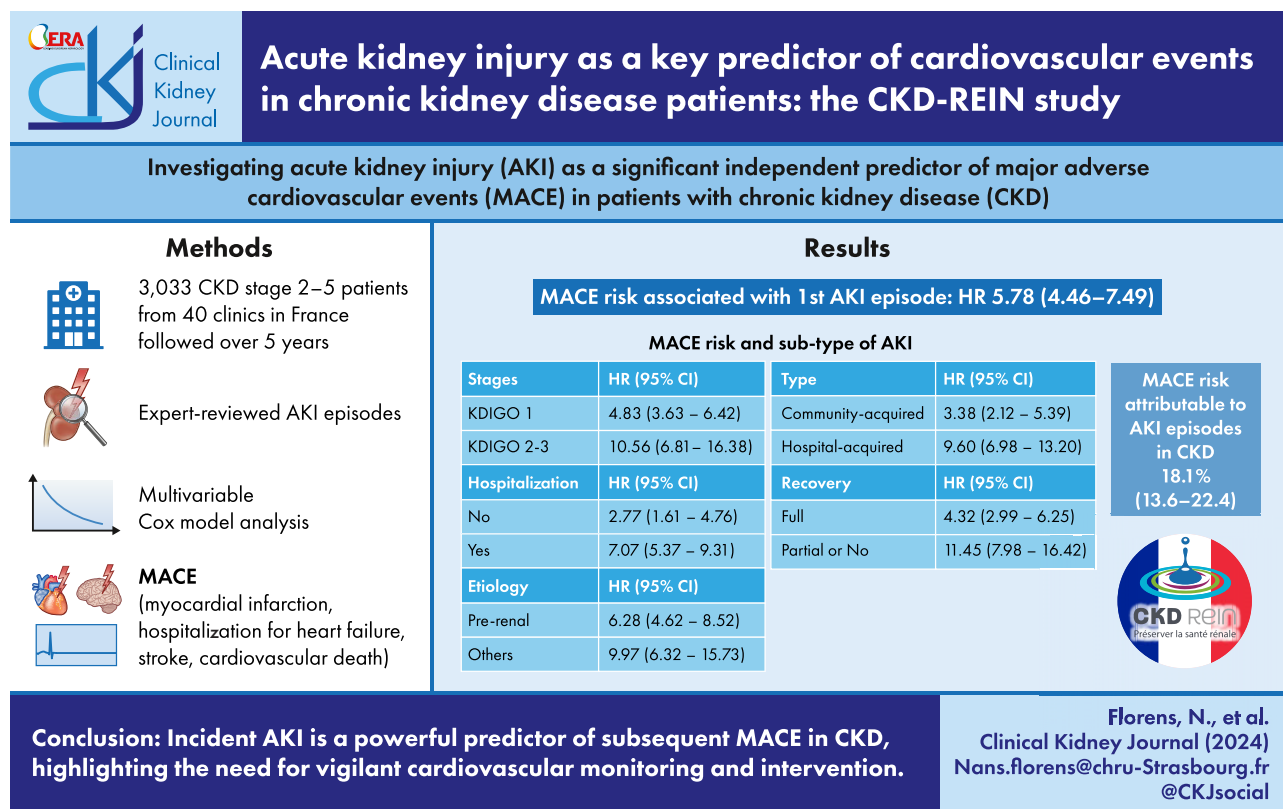 ERA
CKJ
Clinical
Kidney
Journal
Acute kidney injury as a key predictor of cardiovascular events
in chronic kidney disease patients: the CKD-REIN study
Investigating acute kidney injury (AKI) as a significant independent predictor of major adverse
cardiovascular events (MACE) in patients with chronic kidney disease (CKD)
Methods
3,033 CKD stage 2–5 patients
from 40 clinics in France
followed over 5 years
Expert-reviewed AKI episodes
Multivariable
Cox model analysis
MACE
(myocardial infarction,
hospitalization for heart failure,
stroke, cardiovascular death)
Results
MACE risk associated with 1st AKI episode: HR 5.78 (4.46–7.49)
MACE risk and sub-type of AKI
Stages HR (95% CI)
KDIGO 1 4.83 (3.63 – 6.42)
KDIGO 2-3 10.56 (6.81– 16.38)
Hospitalization HR (95% CI)
No 2.77 (1.61 – 4.76)
Yes 7.07 (5.37 – 9.31)
Etiology HR (95% CI)
Pre-renal 6.28 (4.62 – 8.52)
Others 9.97 (6.32 – 15.73)
Type HR (95% CI)
Community-acquired 3.38 (2.12 – 5.39)
Hospital-acquired 9.60 (6.98 – 13.20)
Recovery HR (95% CI)
Full 4.32 (2.99 – 6.25)
Partial or No 11.45 (7.98 – 16.42)
MACE risk
attributable to
AKI episodes
in CKD
18.1%
(13.6–22.4)
CKD REIN
Préserver la santé rénale
Conclusion: Incident AKI is a powerful predictor of subsequent MACE in CKD,
highlighting the need for vigilant cardiovascular monitoring and intervention.
Florens, N., et al.
Clinical Kidney Journal (2024)
Nans.florens@chru-Strasbourg.fr
@CKJsocial